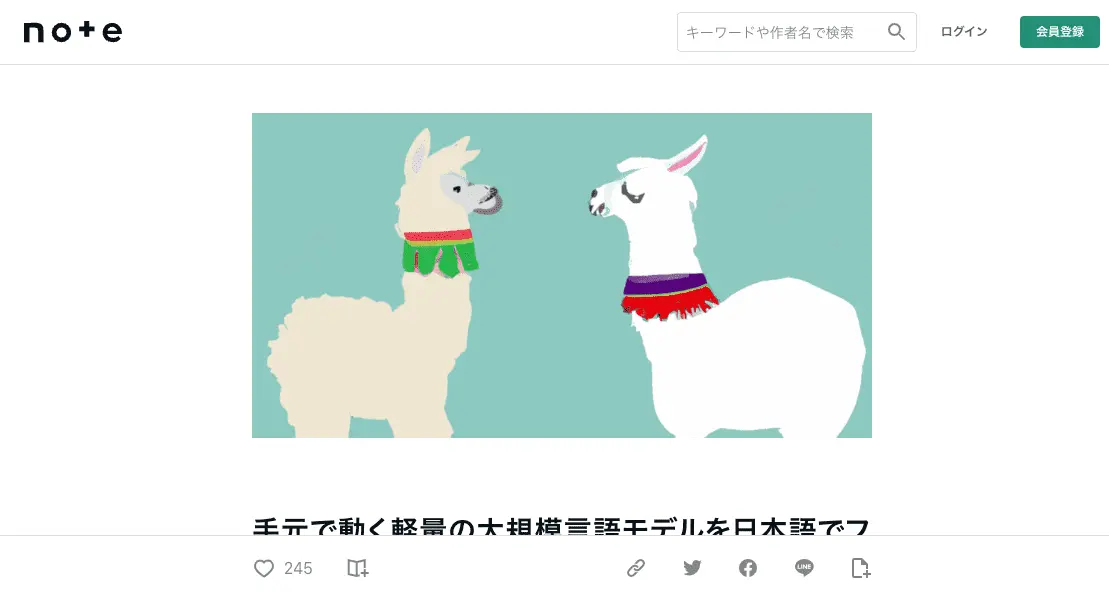 note
キーワードや作者名で検索
ログイン
会員登録
手元で動く軽量の大規模言語モデルを日本語でフ
245
LINE